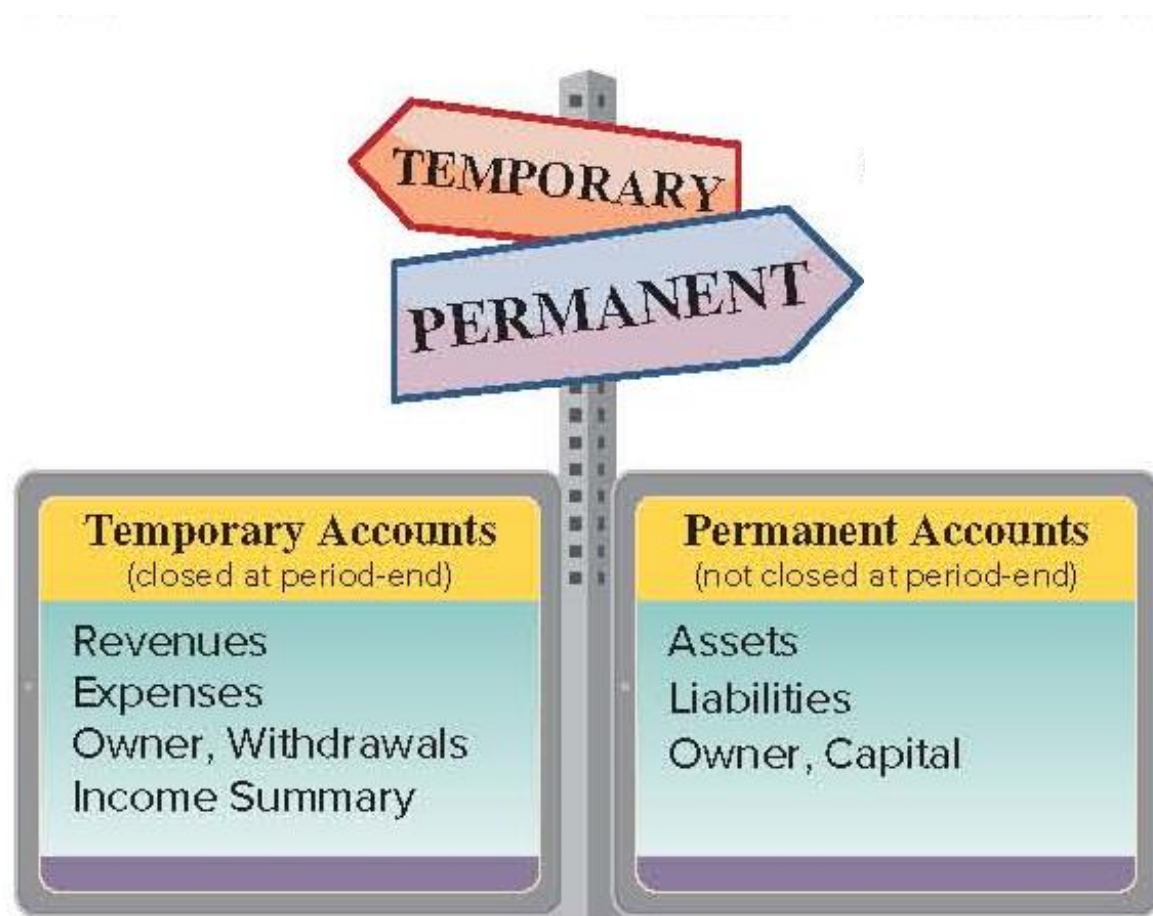 TEMPORARY
PERMANENT
Temporary Accounts
(closed at period-end)
Revenues
Expenses
Owner, Withdrawals
Income Summary
Permanent Accounts
(not closed at period-end)
Assets
Liabilities
Owner, Capital